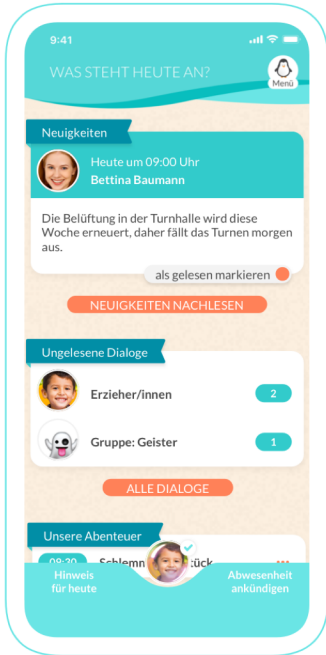 9:41
WAS STEHT HEUTE AN?
Menü
Neuigkeiten
Heute um 09:00 Uhr
Bettina Baumann
Die Belüftung in der Turnhalle wird diese
Woche erneuert, daher fällt das Turnen morgen
aus.
als gelesen markieren
NEUIGKEITEN NACHLESEN
Ungelesene Dialoge
Erzieher/innen
2
Gruppe: Geister
1
ALLE DIALOGE
Unsere Abenteuer
09:30
Hinweis
für heute
Abwesenheit
ankündigen